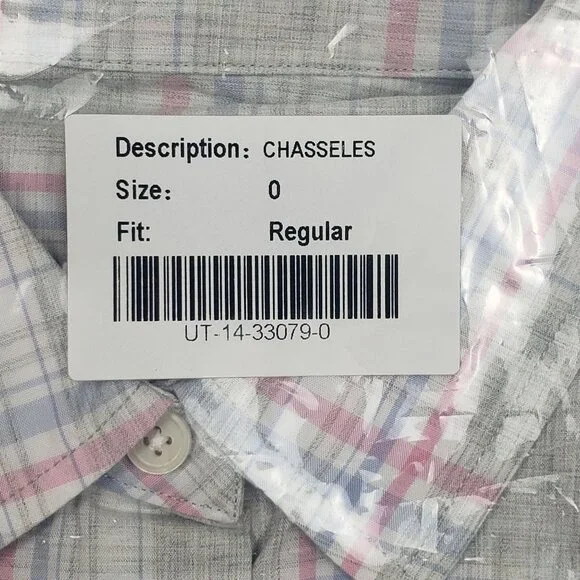 Description: CHASSELES
Size: 0
Fit: Regular
UT-14-33079-0